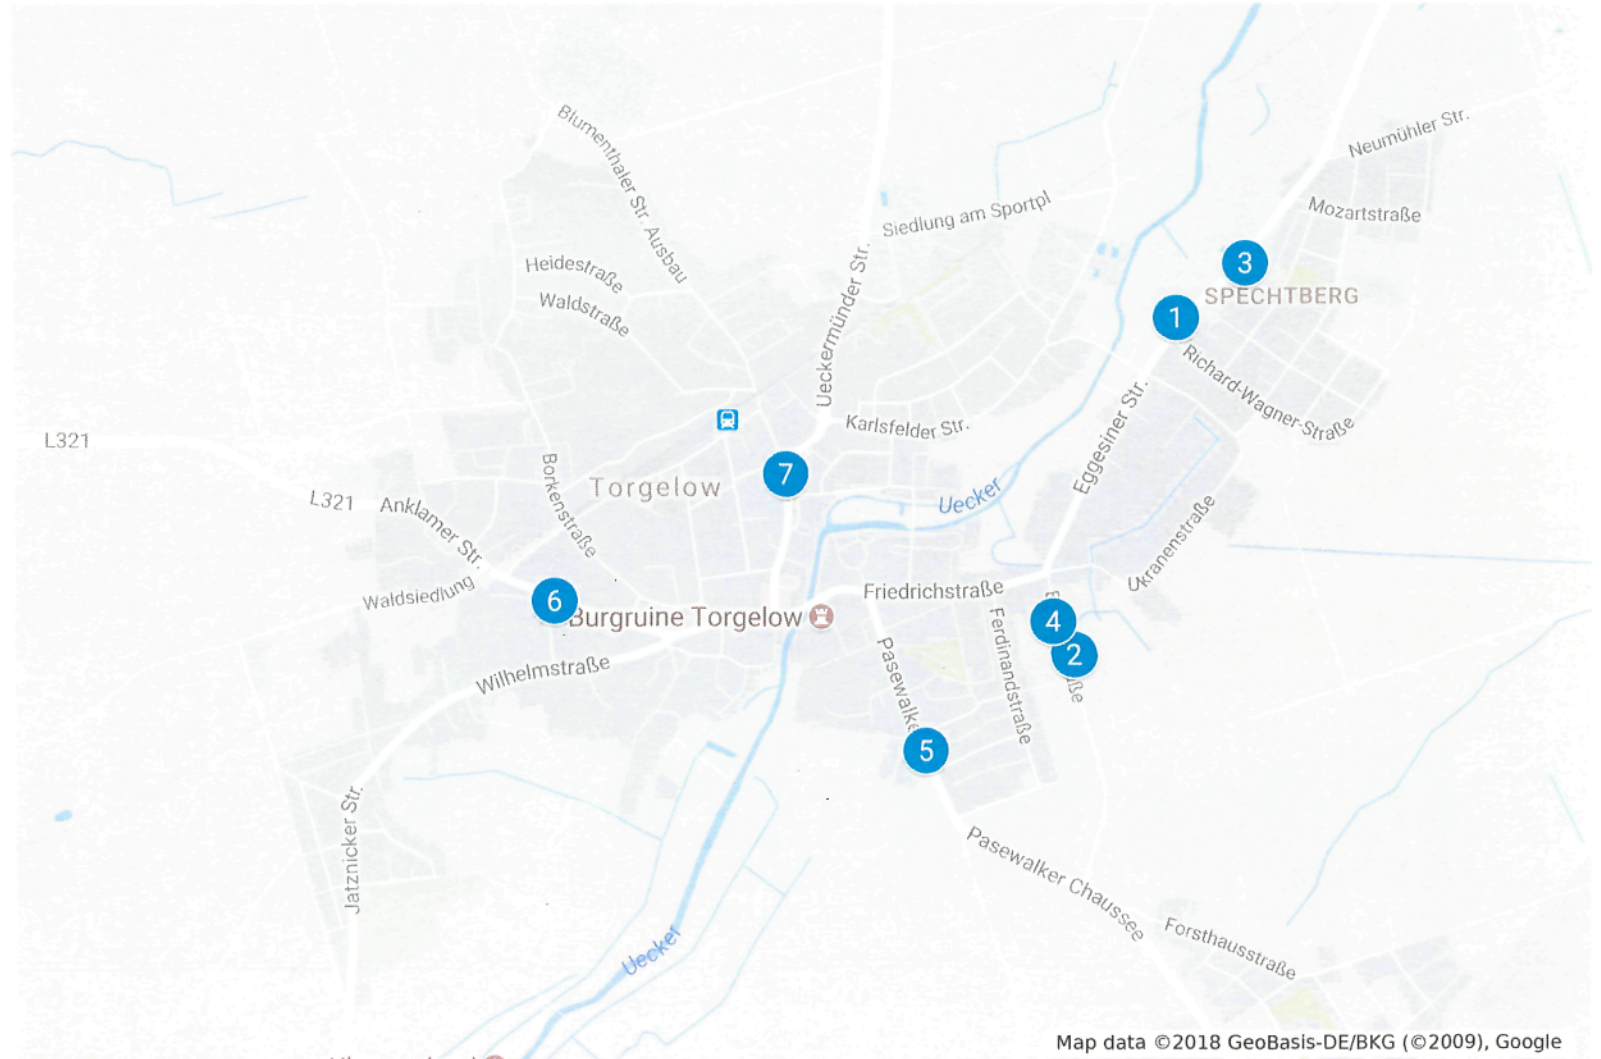 Blumenthaler Str. Ausbau
Neumühler Str.
Mozartstraße
Siedlung am Sportpl
Heidestraße
Waldstraße
Ueckermünder Str.
3
SPECHTBERG
1
Richard-Wagner-Straße
Eggesiner Str.
Karlsfelder Str.
L321
Borkenstraße
Torgelow
7
Uecker
L321
Anklamer Str.
Ukranenstraße
Waldsiedlung
6
Burgruine Torgelow
Friedrichstraße
Ferdinandstraße
4
2
Wilhelmstraße
Pasewalke
5
Jatznicker Str.
Pasewalker Chaussee
Forsthausstraße
Uecker
Map data ©2018 GeoBasis-DE/BKG (©2009), Google